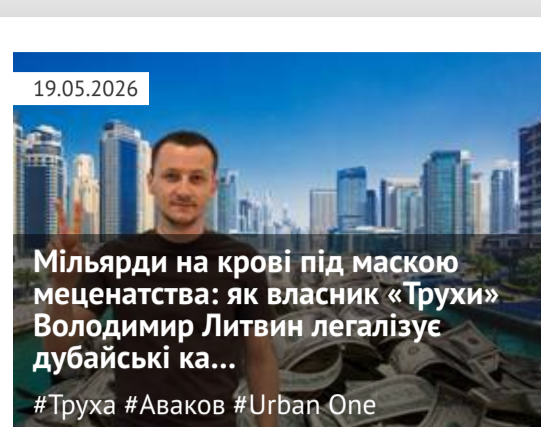 19.05.2026
Мільярди на крові під маскою
меценатства: як власник «Трухи»
Володимир Литвин легалізує
дубайські ка...
#Труха #Аваков #Urban One